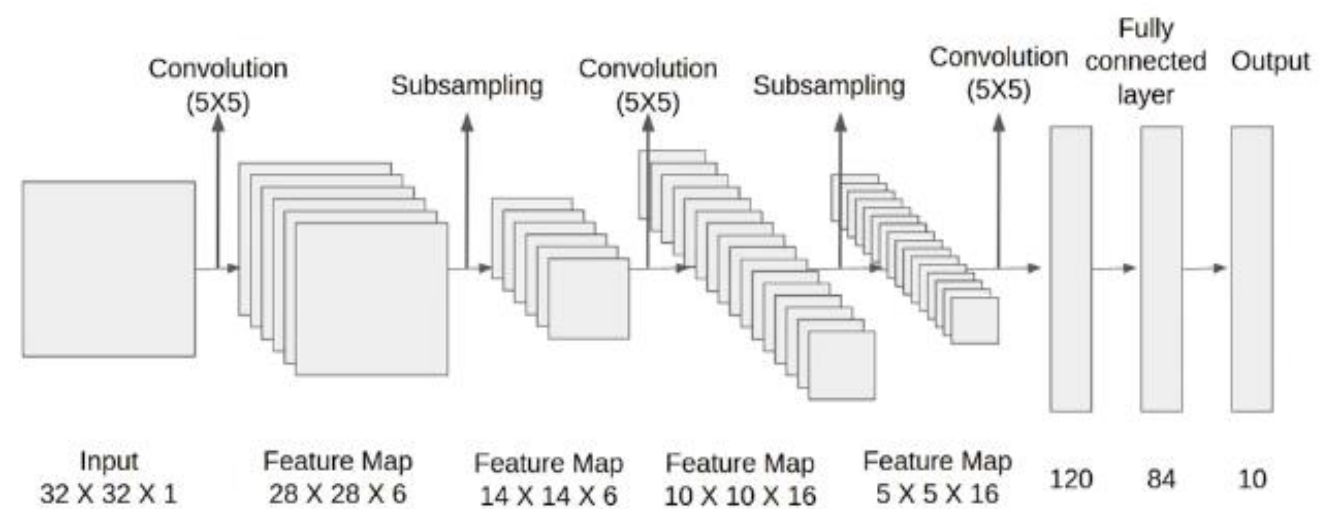 Convolution
(5X5)
Subsampling
Convolution
(5X5)
Subsampling
Convolution
(5X5)
Fully
connected
layer
Output
Input
32 X 32 X 1
Feature Map
28 X 28 X 6
Feature Map
14 X 14 X 6
Feature Map
10 X 10 X 16
Feature Map
5 X 5 X 16
120
84
10